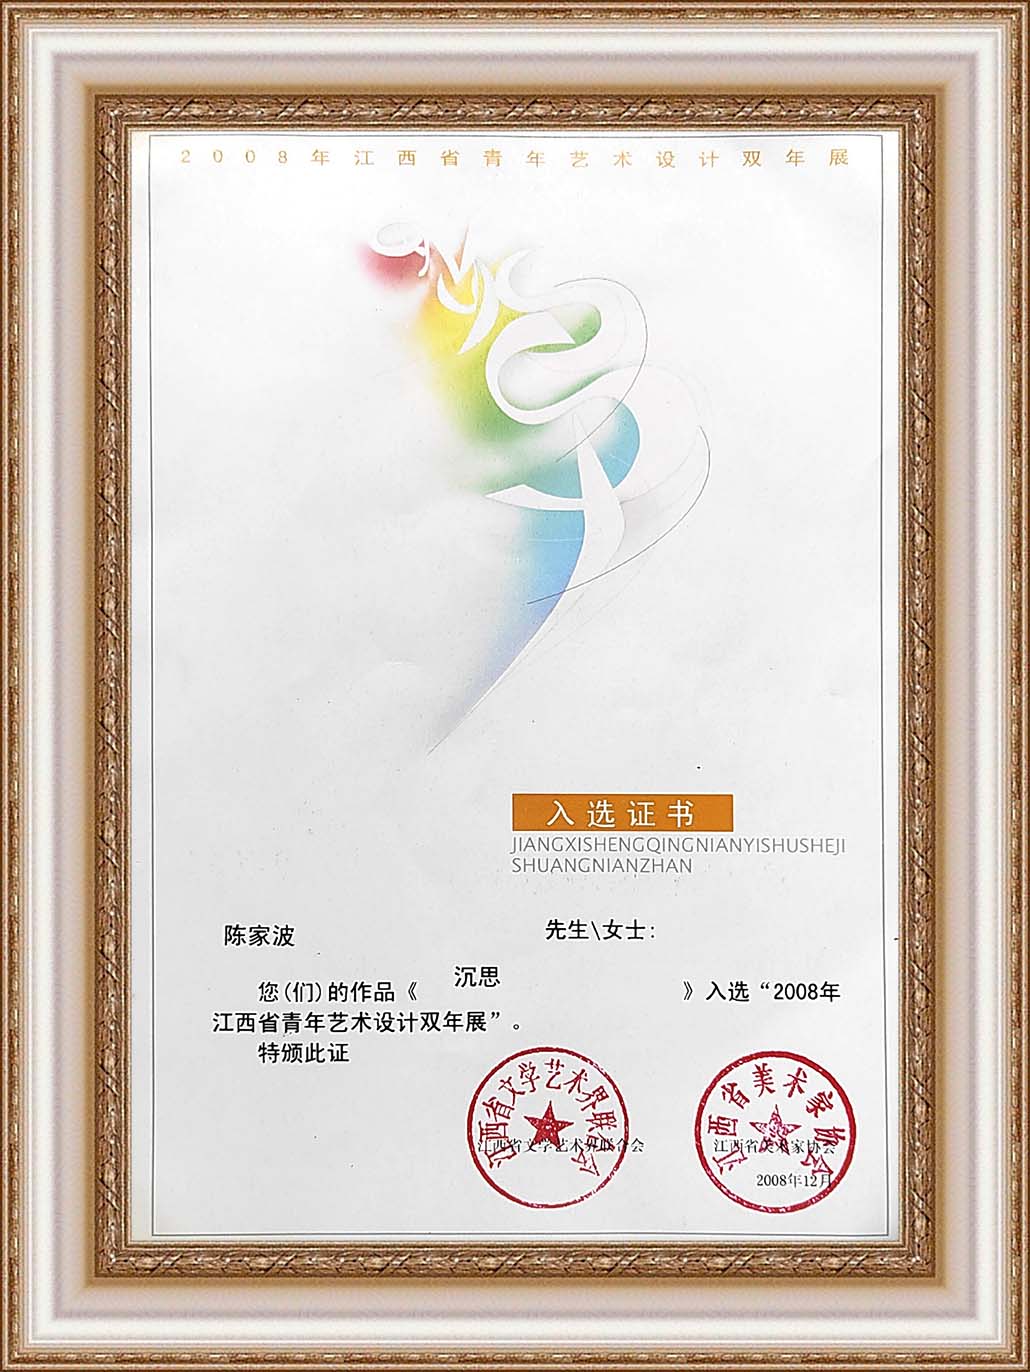 2008年江西省青年艺术设计双年展
入选证书
JIANGXISHENGQINGNIANYISHUSHEJI
SHUANGNIANZHAN
陈家波 先生\女士：
您(们)的作品《 沉思 》入选“2008年
江西省青年艺术设计双年展”。
特颁此证
江西省文学艺术界联合会
江西省文学艺术界联合会
江西省美术家协会
江西省美术家协会
2008年12月